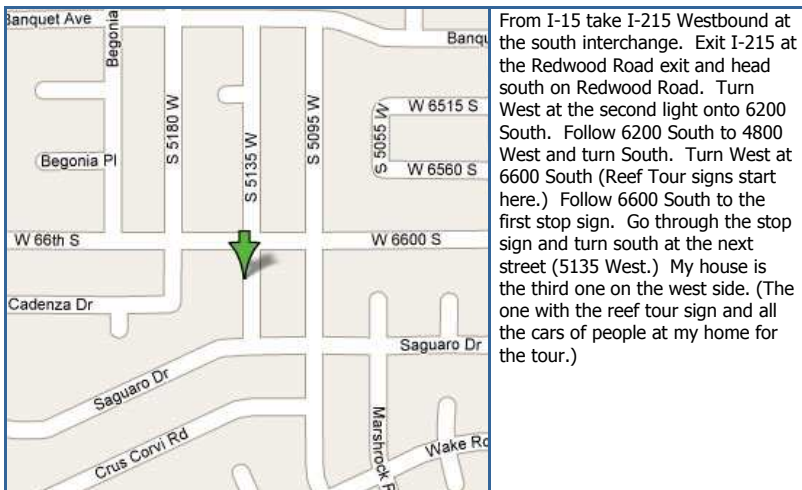 Banquet Ave
Begonia
Banqu
S 5180 W
S 5135 W
S 5095 W
S 5055 W
W 6515 S
Begonia Pl
W 6560 S
W 66th S
W 6600 S
Cadenza Dr
Saguaro Dr
Saguaro Dr
Marshrock R
Wake Rd
Crus Corvi Rd
From I-15 take I-215 Westbound at
the south interchange.  Exit I-215 at
the Redwood Road exit and head
south on Redwood Road.  Turn
West at the second light onto 6200
South.  Follow 6200 South to 4800
West and turn South.  Turn West at
6600 South (Reef Tour signs start
here.)  Follow 6600 South to the
first stop sign.  Go through the stop
sign and turn south at the next
street (5135 West.)  My house is
the third one on the west side. (The
one with the reef tour sign and all
the cars of people at my home for
the tour.)